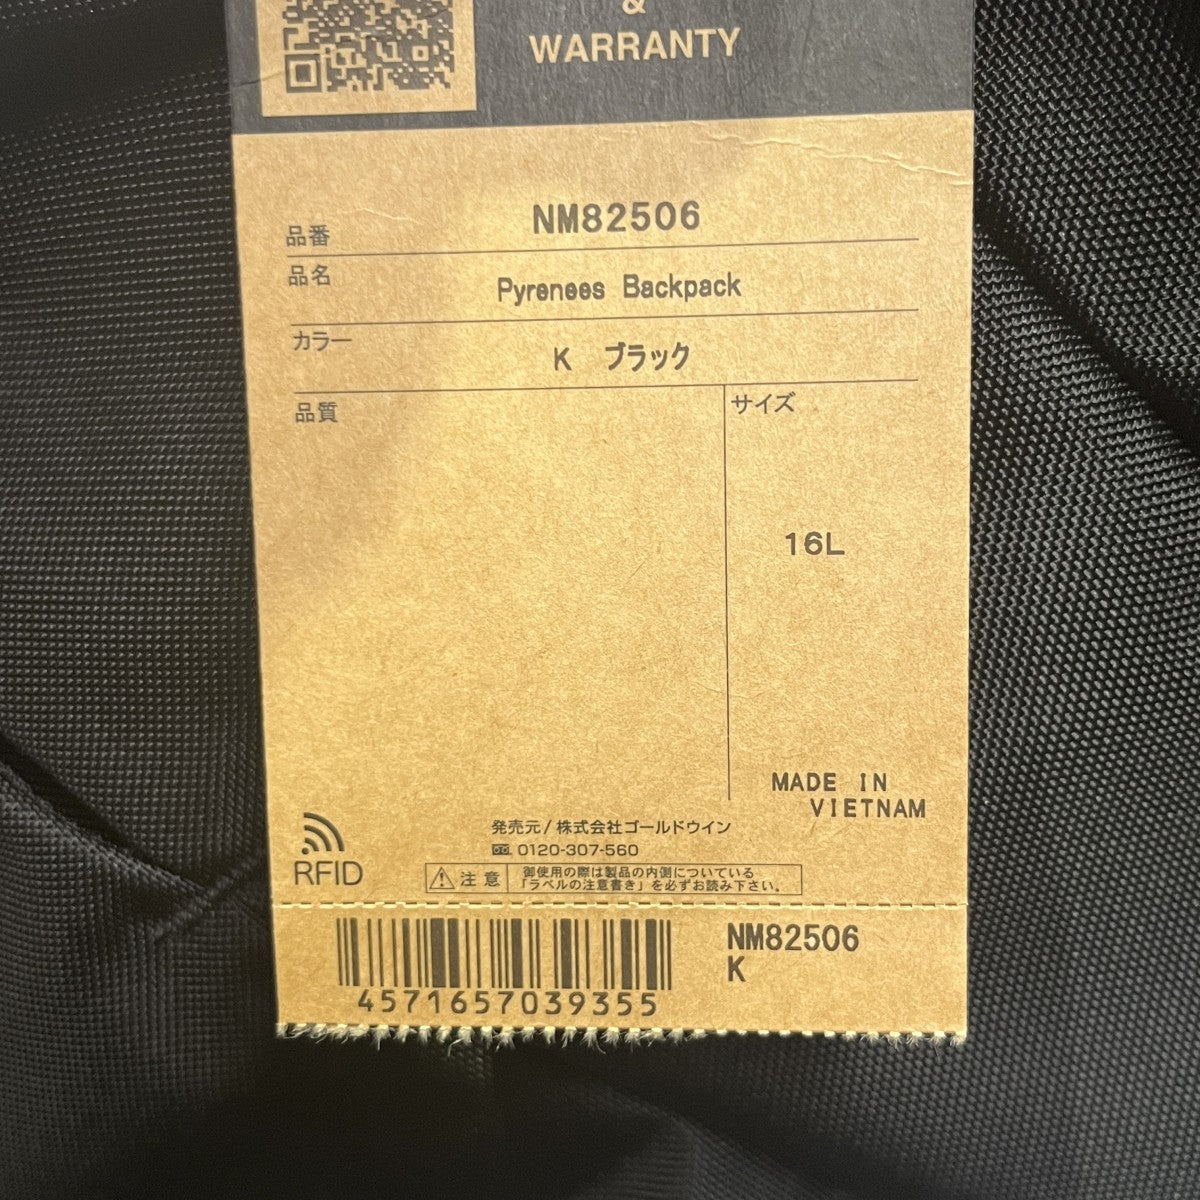 &
WARRANTY
品番 NM82506
品名 Pyrenees Backpack
カラー K ブラック
品質
サイズ
16L
MADE IN
VIETNAM
発売元/株式会社ゴールドウイン
0120-307-560
RFID
注意
御使用の際は製品の内側についている
「ラベルの注意書き」を必ずお読み下さい。
4571657039355
NM82506
K